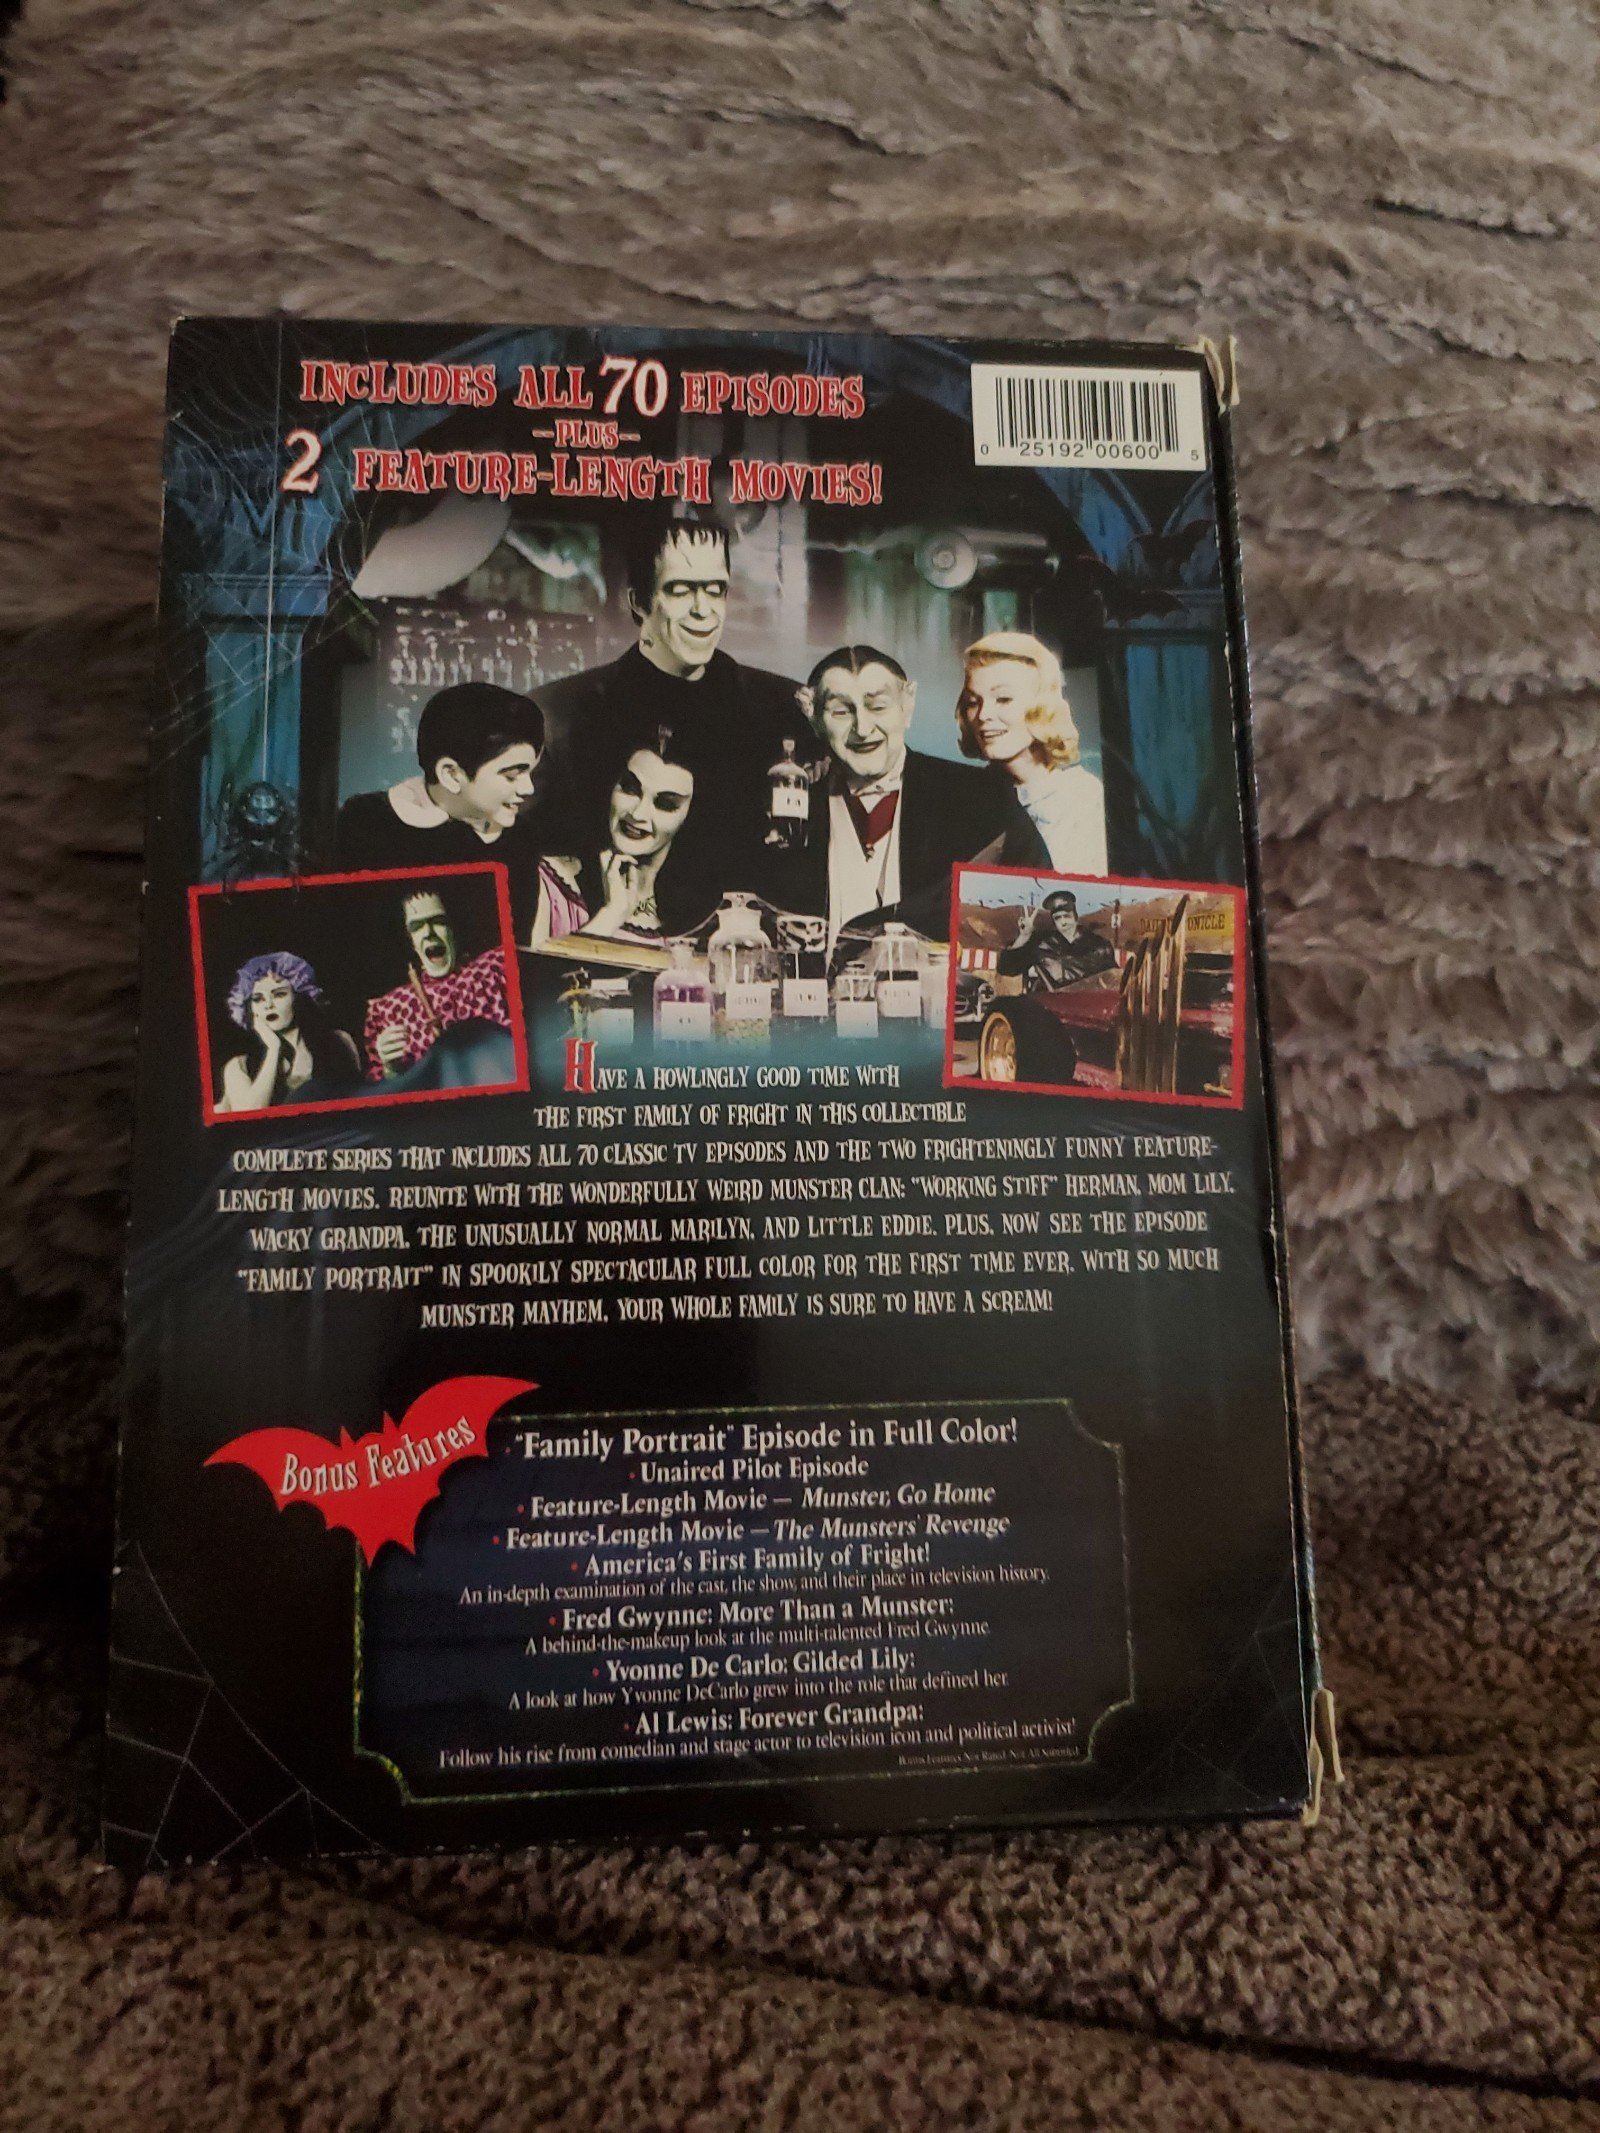 INCLUDES ALL 70 EPISODES
-PLUS-
2 FEATURE-LENGTH MOVIES!
0 25192 00600 5
DAILY CHRONICLE
HAVE A HOWLINGLY GOOD TIME WITH
THE FIRST FAMILY OF FRIGHT IN THIS COLLECTIBLE
COMPLETE SERIES THAT INCLUDES ALL 70 CLASSIC TV EPISODES AND THE TWO FRIGHTENINGLY FUNNY FEATURE-
LENGTH MOVIES. REUNITE WITH THE WONDERFULLY WEIRD MUNSTER CLAN: "WORKING STIFF" HERMAN, MOM LILY,
WACKY GRANDPA, THE UNUSUALLY NORMAL MARILYN, AND LITTLE EDDIE. PLUS, NOW SEE THE EPISODE
"FAMILY PORTRAIT" IN SPOOKILY SPECTACULAR FULL COLOR FOR THE FIRST TIME EVER. WITH SO MUCH
MUNSTER MAYHEM, YOUR WHOLE FAMILY IS SURE TO HAVE A SCREAM!
Bonus Features
• "Family Portrait" Episode in Full Color!
• Unaired Pilot Episode
• Feature-Length Movie — Munster, Go Home
• Feature-Length Movie — The Munsters' Revenge
• America's First Family of Fright!
An in-depth examination of the cast, the show, and their place in television history.
• Fred Gwynne: More Than a Munster:
A behind-the-makeup look at the multi-talented Fred Gwynne.
• Yvonne De Carlo: Gilded Lily:
A look at how Yvonne DeCarlo grew into the role that defined her.
• Al Lewis: Forever Grandpa:
Follow his rise from comedian and stage actor to television icon and political activist!
Bonus Features Not Rated. Not All Subtitled.